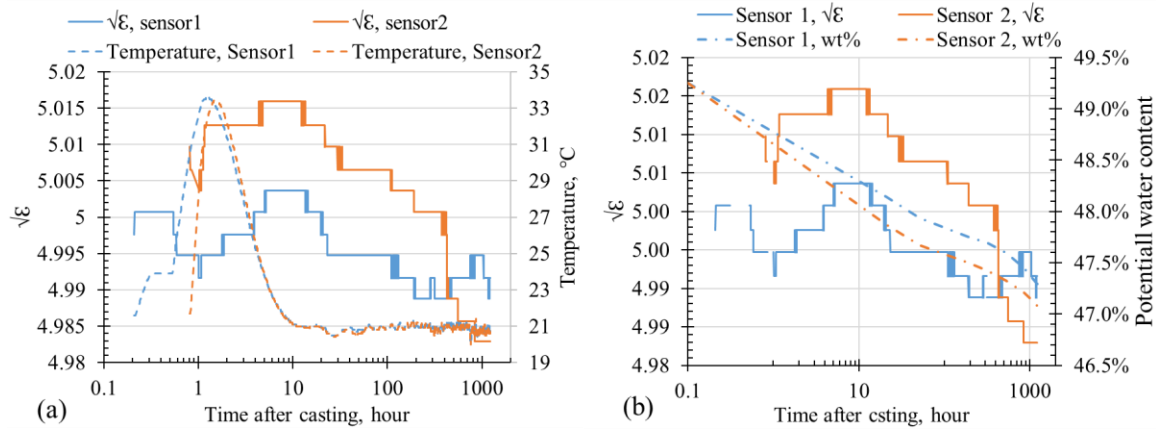 √Ɛ, sensor1
√Ɛ, sensor2
Temperature, Sensor1
Temperature, Sensor2
5.02
5.015
5.01
5.005
5
4.995
4.99
4.985
4.98
√Ɛ
35
33
31
29
27
25
23
21
19
Temperature, °C
0.1
1
10
100
1000
Time after casting, hour
(a)
Sensor 1, √Ɛ
Sensor 2, √Ɛ
Sensor 1, wt%
Sensor 2, wt%
5.02
5.02
5.01
5.01
5.00
5.00
4.99
4.99
4.98
√Ɛ
49.5%
49.0%
48.5%
48.0%
47.5%
47.0%
46.5%
Potentiall water content
0.1
10
1000
Time after csting, hour
(b)